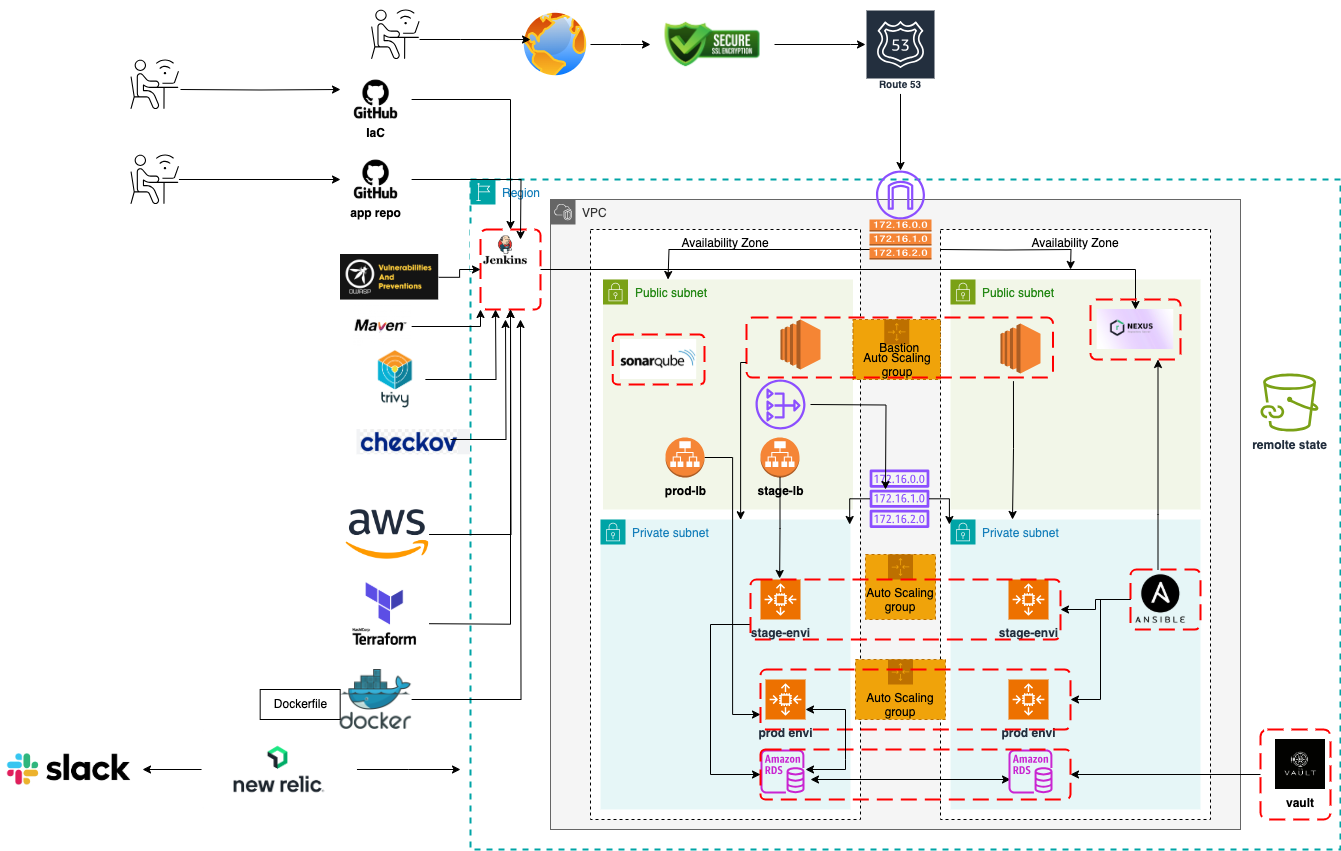 SECURE
SSL ENCRYPTION
53
Route 53
GitHub
IaC
GitHub
app repo
Region
VPC
172.16.0.0
172.16.1.0
172.16.2.0
Availability Zone
Availability Zone
Jenkins
OWASP
Vulnerabilities
And
Preventions
Public subnet
Public subnet
Maven
sonarqube
Bastion
Auto Scaling
group
NEXUS
trivy
checkov
remolte state
prod-lb
stage-lb
172.16.0.0
172.16.1.0
172.16.2.0
aws
Private subnet
Private subnet
Auto Scaling
group
stage-envi
stage-envi
ANSIBLE
HashiCorp
Terraform
Dockerfile
docker
Auto Scaling
group
prod envi
prod envi
Amazon
RDS
Amazon
RDS
slack
new relic.
VAULT
vault